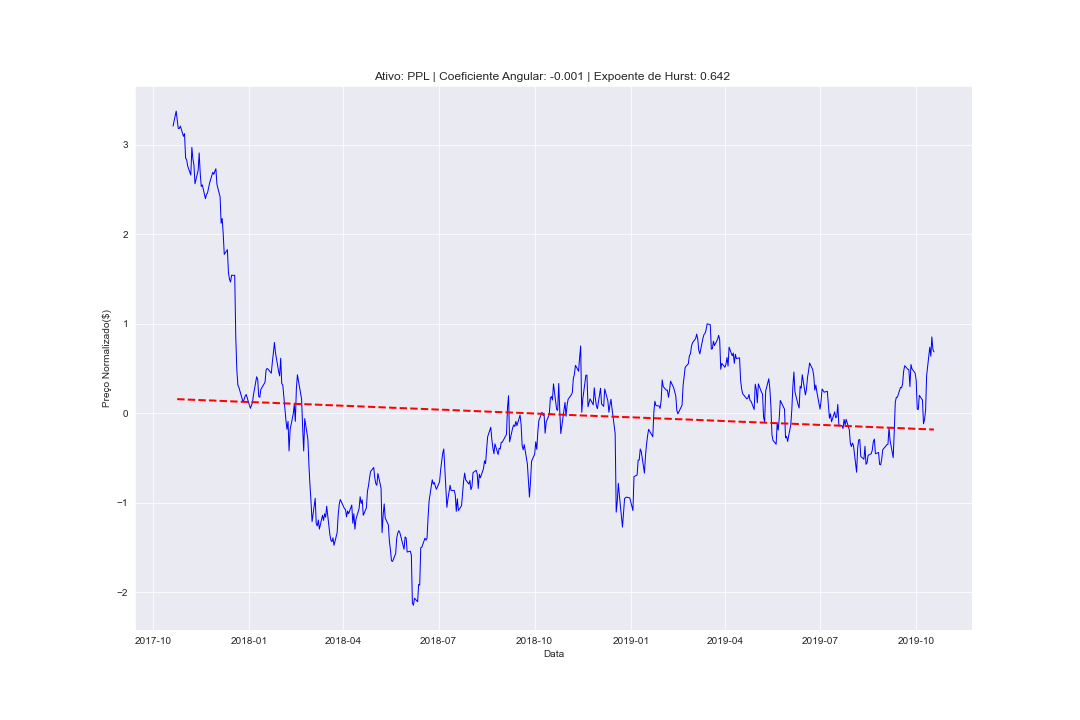 Ativo: PPL | Coeficiente Angular: -0.001 | Expoente de Hurst: 0.642
Preço Normalizado($)
3
2
1
0
−1
−2
2017-10 2018-01 2018-04 2018-07 2018-10 2019-01 2019-04 2019-07 2019-10
Data